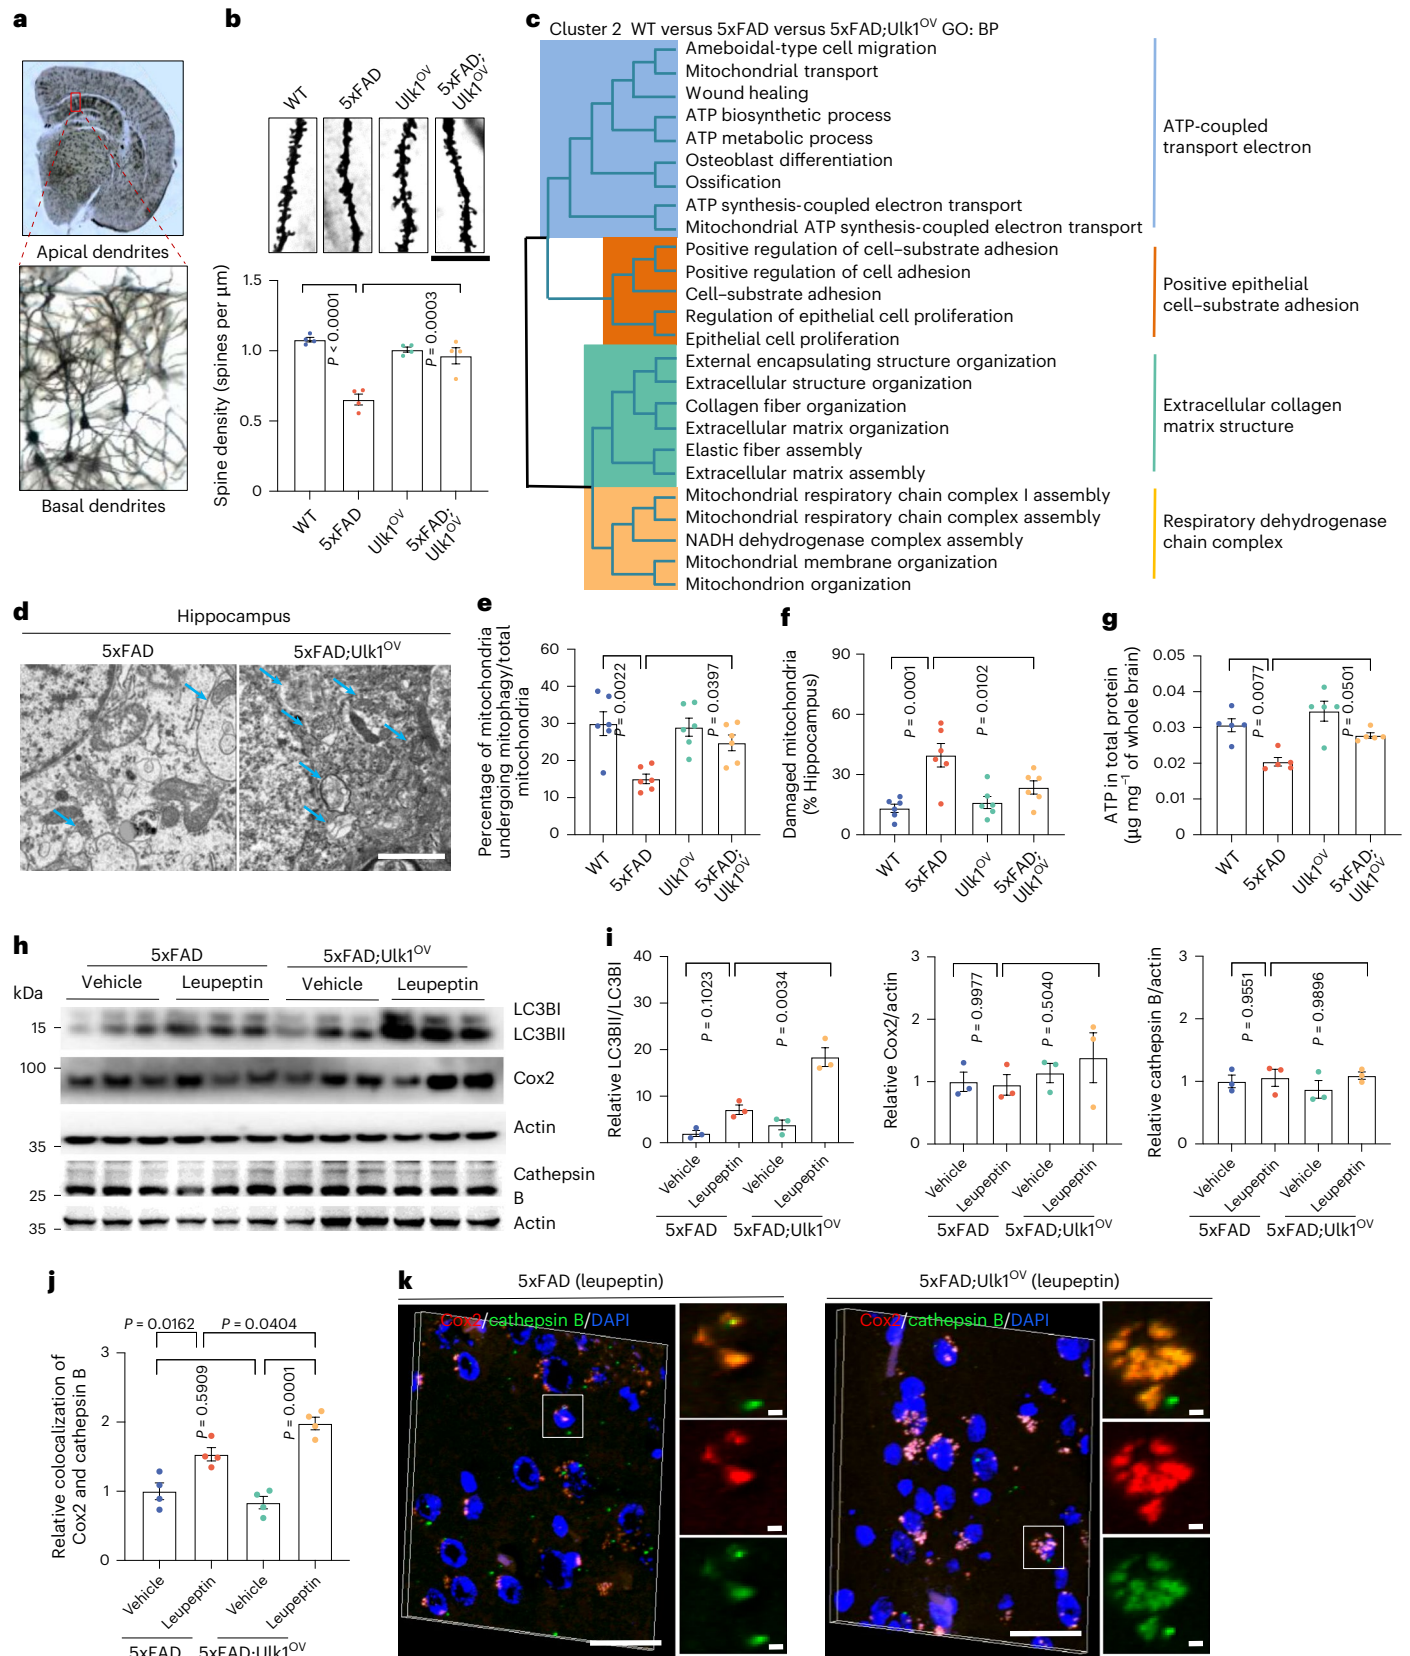 a
Apical dendrites
Basal dendrites
b
WT
5xFAD
Ulk1OV
5xFAD;
Ulk1OV
Spine density (spines per μm)
1.5
1.0
0.5
0
P < 0.0001
P = 0.0003
WT
5xFAD
Ulk1OV
5xFAD;
Ulk1OV
c
Cluster 2 WT versus 5xFAD versus 5xFAD;Ulk1OV GO: BP
Ameboidal-type cell migration
Mitochondrial transport
Wound healing
ATP biosynthetic process
ATP metabolic process
Osteoblast differentiation
Ossification
ATP synthesis-coupled electron transport
Mitochondrial ATP synthesis-coupled electron transport
Positive regulation of cell–substrate adhesion
Positive regulation of cell adhesion
Cell–substrate adhesion
Regulation of epithelial cell proliferation
Epithelial cell proliferation
External encapsulating structure organization
Extracellular structure organization
Collagen fiber organization
Extracellular matrix organization
Elastic fiber assembly
Extracellular matrix assembly
Mitochondrial respiratory chain complex I assembly
Mitochondrial respiratory chain complex assembly
NADH dehydrogenase complex assembly
Mitochondrial membrane organization
Mitochondrion organization
ATP-coupled
transport electron
Positive epithelial
cell–substrate adhesion
Extracellular collagen
matrix structure
Respiratory dehydrogenase
chain complex
d
Hippocampus
5xFAD
5xFAD;Ulk1OV
e
Percentage of mitochondria
undergoing mitophagy/total
mitochondria
60
30
20
10
0
P = 0.0022
P = 0.0397
WT
5xFAD
Ulk1OV
5xFAD;
Ulk1OV
f
Damaged mitochondria
(% Hippocampus)
90
60
30
0
P = 0.0001
P = 0.0102
WT
5xFAD
Ulk1OV
5xFAD;
Ulk1OV
g
ATP in total protein
(μg mg−1 of whole brain)
0.05
0.04
0.03
0.02
0.01
0
P = 0.0077
P = 0.0501
WT
5xFAD
Ulk1OV
5xFAD;
Ulk1OV
h
5xFAD
5xFAD;Ulk1OV
Vehicle
Leupeptin
Vehicle
Leupeptin
kDa
15
100
35
25
35
LC3BI
LC3BII
Cox2
Actin
Cathepsin
B
Actin
i
Relative LC3BII/LC3BI
40
30
20
10
0
P = 0.1023
P = 0.0034
Vehicle
Leupeptin
Vehicle
Leupeptin
5xFAD
5xFAD;Ulk1OV
Relative Cox2/actin
3
2
1
0
P = 0.9977
P = 0.5040
Vehicle
Leupeptin
Vehicle
Leupeptin
5xFAD
5xFAD;Ulk1OV
Relative cathepsin B/actin
3
2
1
0
P = 0.9551
P = 0.9896
Vehicle
Leupeptin
Vehicle
Leupeptin
5xFAD
5xFAD;Ulk1OV
j
Relative colocalization of
Cox2 and cathepsin B
P = 0.0162
P = 0.0404
3
2
1
0
P = 0.5909
P = 0.0001
Vehicle
Leupeptin
Vehicle
Leupeptin
5xFAD
5xFAD;Ulk1OV
k
5xFAD (leupeptin)
Cox2/cathepsin B/DAPI
5xFAD;Ulk1OV (leupeptin)
Cox2/cathepsin B/DAPI